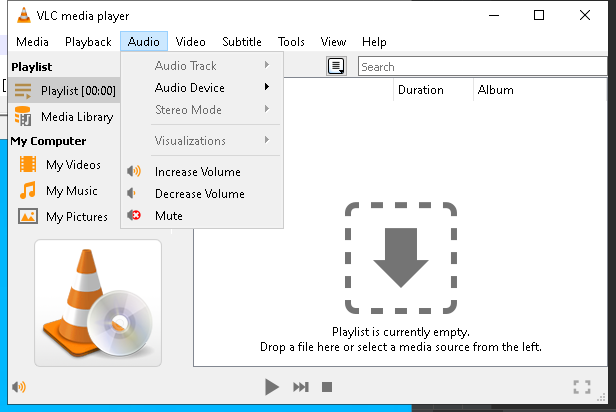 VLC media player
Media Playback Audio Video Subtitle Tools View Help
Playlist
Playlist [00:00]
Media Library
My Computer
My Videos
My Music
My Pictures
Audio Track
Audio Device
Stereo Mode
Visualizations
Increase Volume
Decrease Volume
Mute
Search
Duration Album
Playlist is currently empty.
Drop a file here or select a media source from the left.